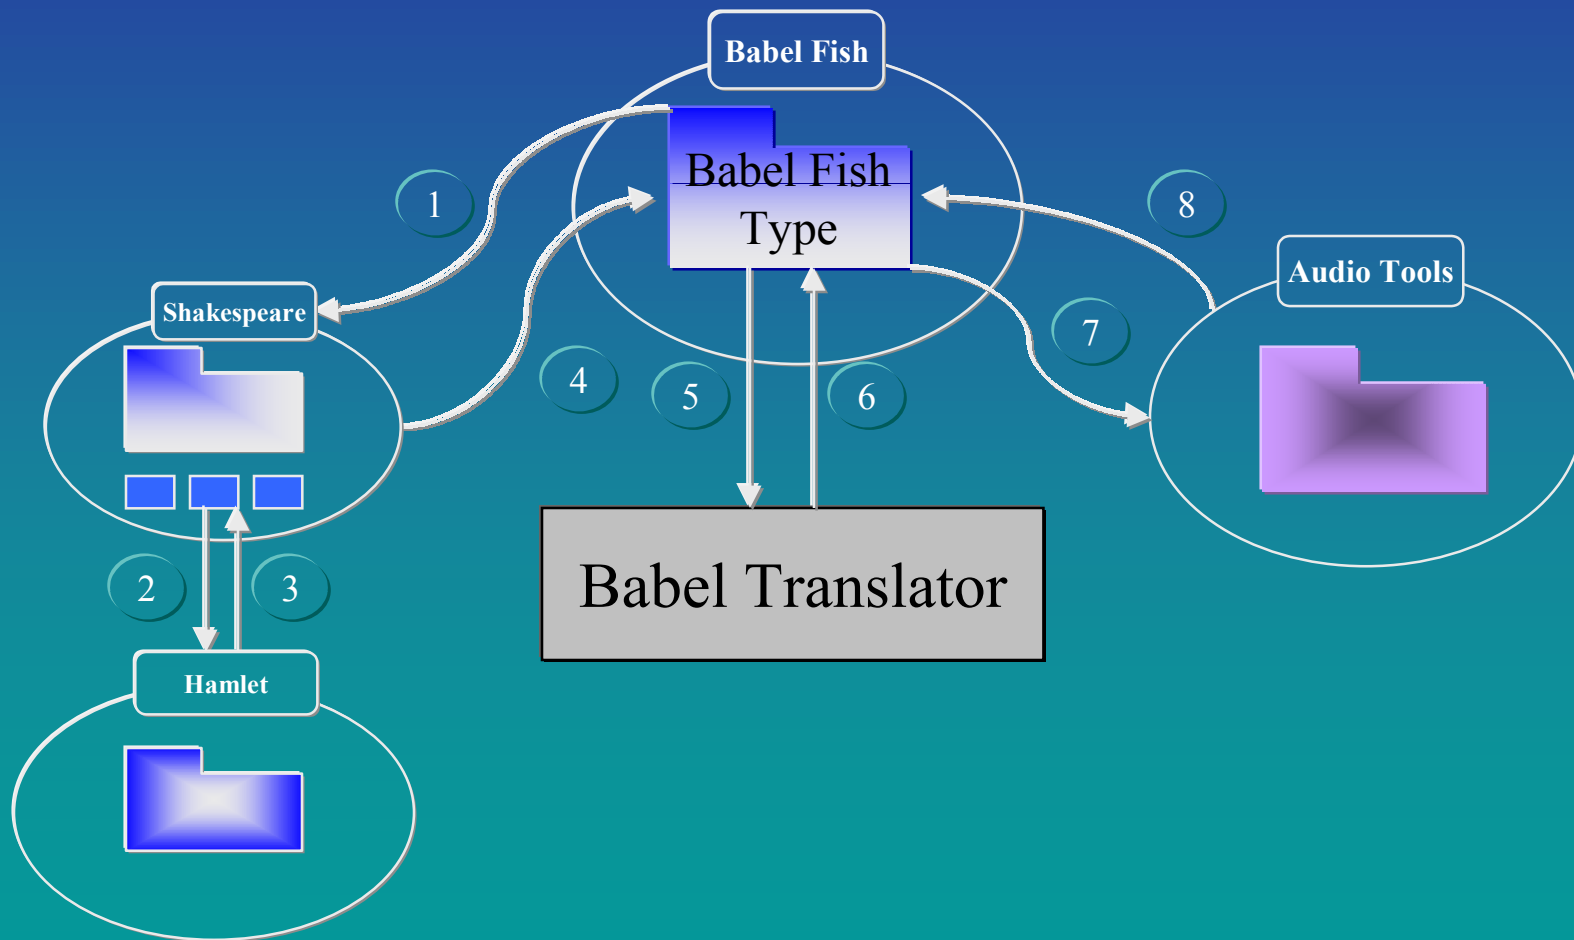 Babel Fish
Babel Fish
Type
1
8
Audio Tools
Shakespeare
7
4
5
6
Babel Translator
2
3
Hamlet